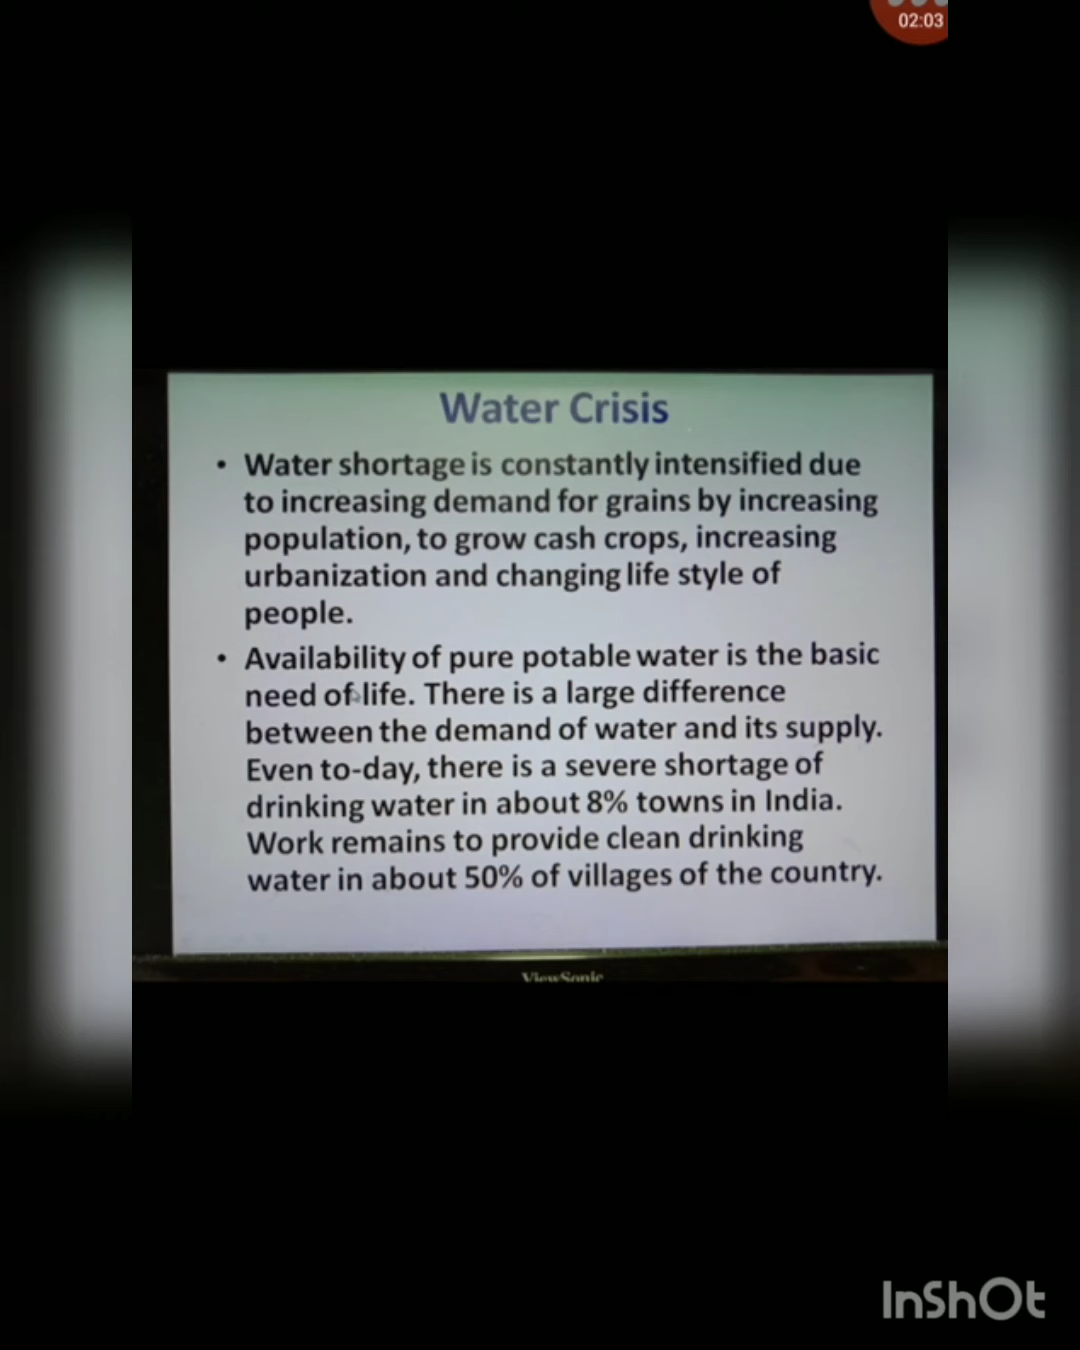 02:03
Water Crisis
• Water shortage is constantly intensified due
to increasing demand for grains by increasing
population, to grow cash crops, increasing
urbanization and changing life style of
people.
• Availability of pure potable water is the basic
need of life. There is a large difference
between the demand of water and its supply.
Even to-day, there is a severe shortage of
drinking water in about 8% towns in India.
Work remains to provide clean drinking
water in about 50% of villages of the country.
ViewSonic
InShOt